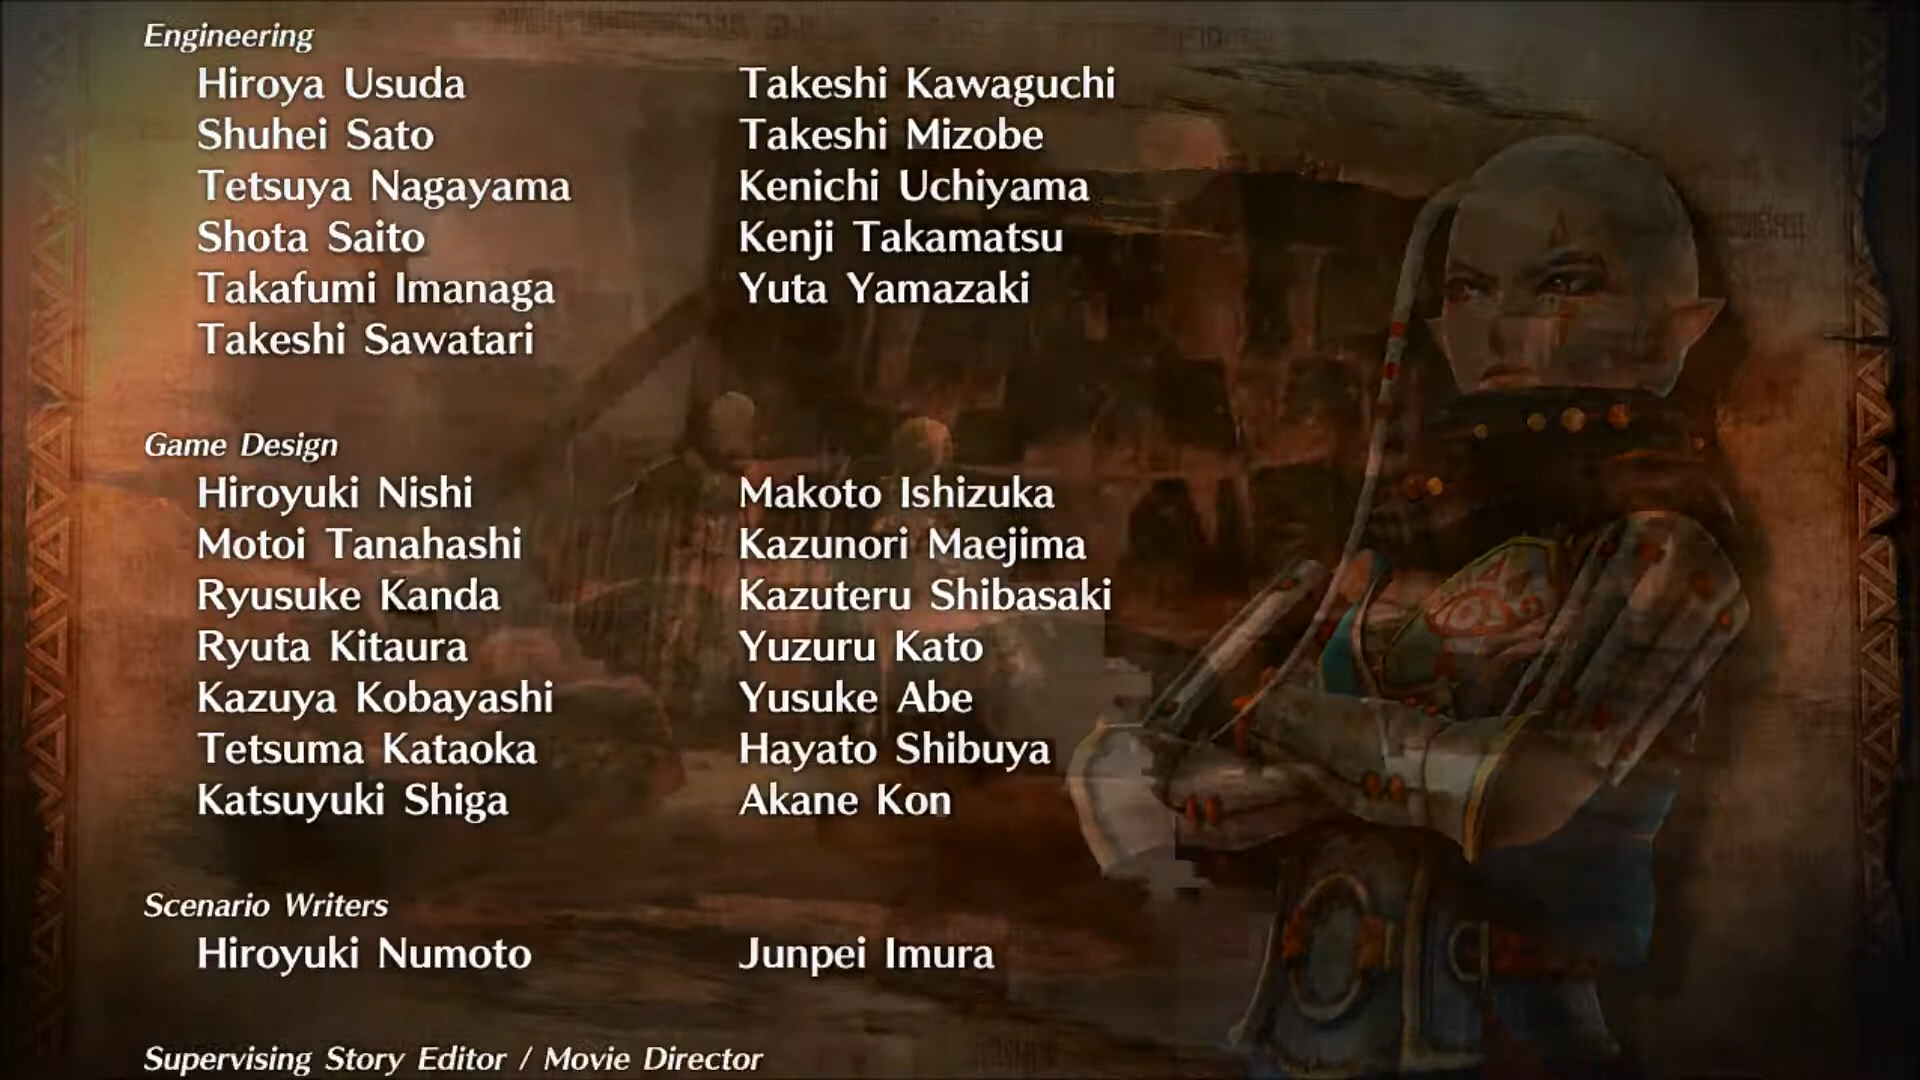 Engineering
Hiroya Usuda Takeshi Kawaguchi
Shuhei Sato Takeshi Mizobe
Tetsuya Nagayama Kenichi Uchiyama
Shota Saito Kenji Takamatsu
Takafumi Imanaga Yuta Yamazaki
Takeshi Sawatari
Game Design
Hiroyuki Nishi Makoto Ishizuka
Motoi Tanahashi Kazunori Maejima
Ryusuke Kanda Kazuteru Shibasaki
Ryuta Kitaura Yuzuru Kato
Kazuya Kobayashi Yusuke Abe
Tetsuma Kataoka Hayato Shibuya
Katsuyuki Shiga Akane Kon
Scenario Writers
Hiroyuki Numoto Junpei Imura
Supervising Story Editor / Movie Director